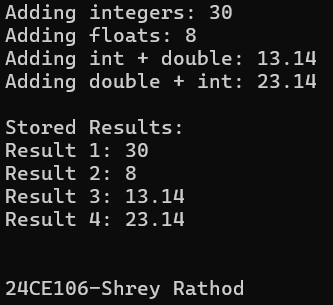 Adding integers: 30
Adding floats: 8
Adding int + double: 13.14
Adding double + int: 23.14
Stored Results:
Result 1: 30
Result 2: 8
Result 3: 13.14
Result 4: 23.14
24CE106-Shrey Rathod